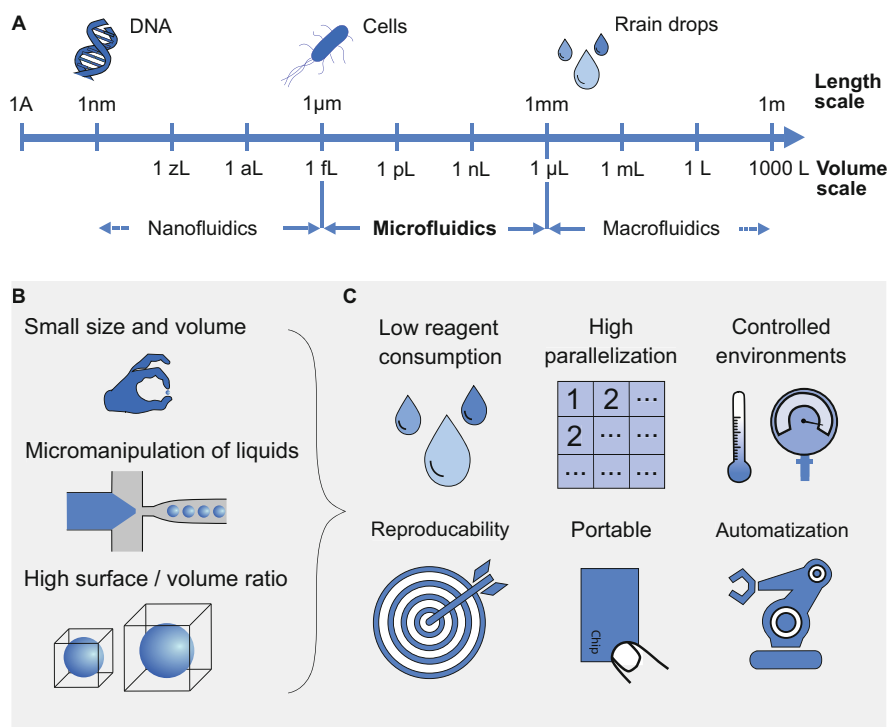 A
DNA
Cells
Rrain drops
Length
scale
1A
1nm
1µm
1mm
1m
1 zL
1 aL
1 fL
1 pL
1 nL
1 µL
1 mL
1 L
1000 L
Volume
scale
Nanofluidics
Microfluidics
Macrofluidics
B
Small size and volume
Micromanipulation of liquids
High surface / volume ratio
C
Low reagent
consumption
High
parallelization
1 2 ...
2 ... ...
... ... ...
Controlled
environments
Reproducability
Portable
Chip
Automatization